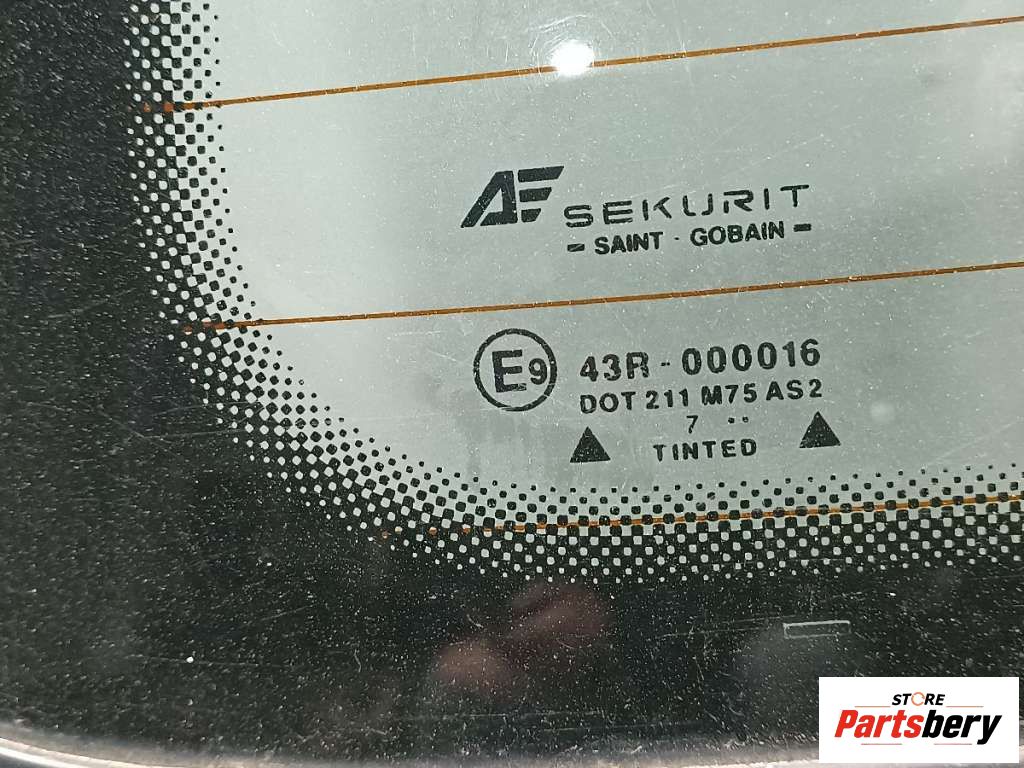 AF SEKURIT
SAINT - GOBAIN
E9 43R - 000016
DOT 211 M75 AS2
7 ..
TINTED
STORE
Partsbery